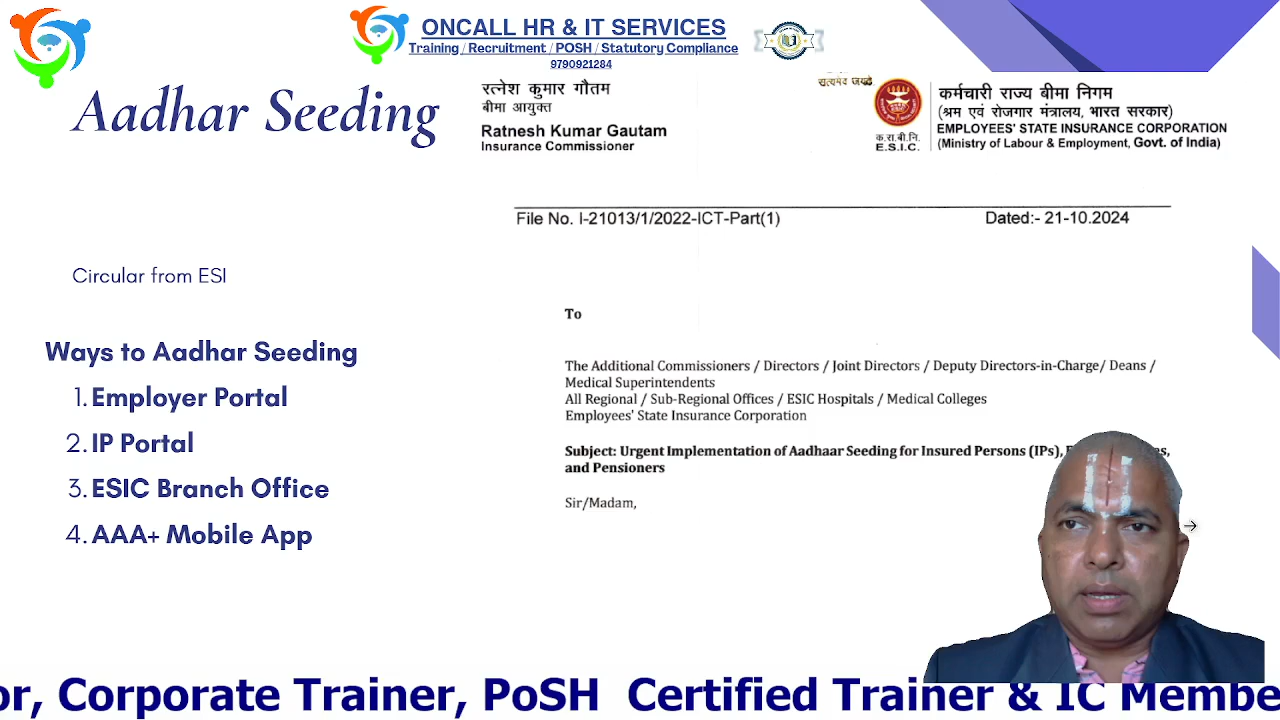 ONCALL HR & IT SERVICES
Training / Recruitment / POSH / Statutory Compliance
9790921284
Aadhar Seeding
रत्नेश कुमार गौतम
बीमा आयुक्त
Ratnesh Kumar Gautam
Insurance Commissioner
सत्यमेव जयते
क.रा.बी.नि.
E.S.I.C.
कर्मचारी राज्य बीमा निगम
(श्रम एवं रोजगार मंत्रालय, भारत सरकार)
EMPLOYEES' STATE INSURANCE CORPORATION
(Ministry of Labour & Employment, Govt. of India)
File No. I-21013/1/2022-ICT-Part(1)
Dated:- 21-10.2024
Circular from ESI
Ways to Aadhar Seeding
1. Employer Portal
2. IP Portal
3. ESIC Branch Office
4. AAA+ Mobile App
To
The Additional Commissioners / Directors / Joint Directors / Deputy Directors-in-Charge/ Deans /
Medical Superintendents
All Regional / Sub-Regional Offices / ESIC Hospitals / Medical Colleges
Employees' State Insurance Corporation
Subject: Urgent Implementation of Aadhaar Seeding for Insured Persons (IPs),
and Pensioners
Sir/Madam,
or, Corporate Trainer, PoSH Certified Trainer & IC Membe